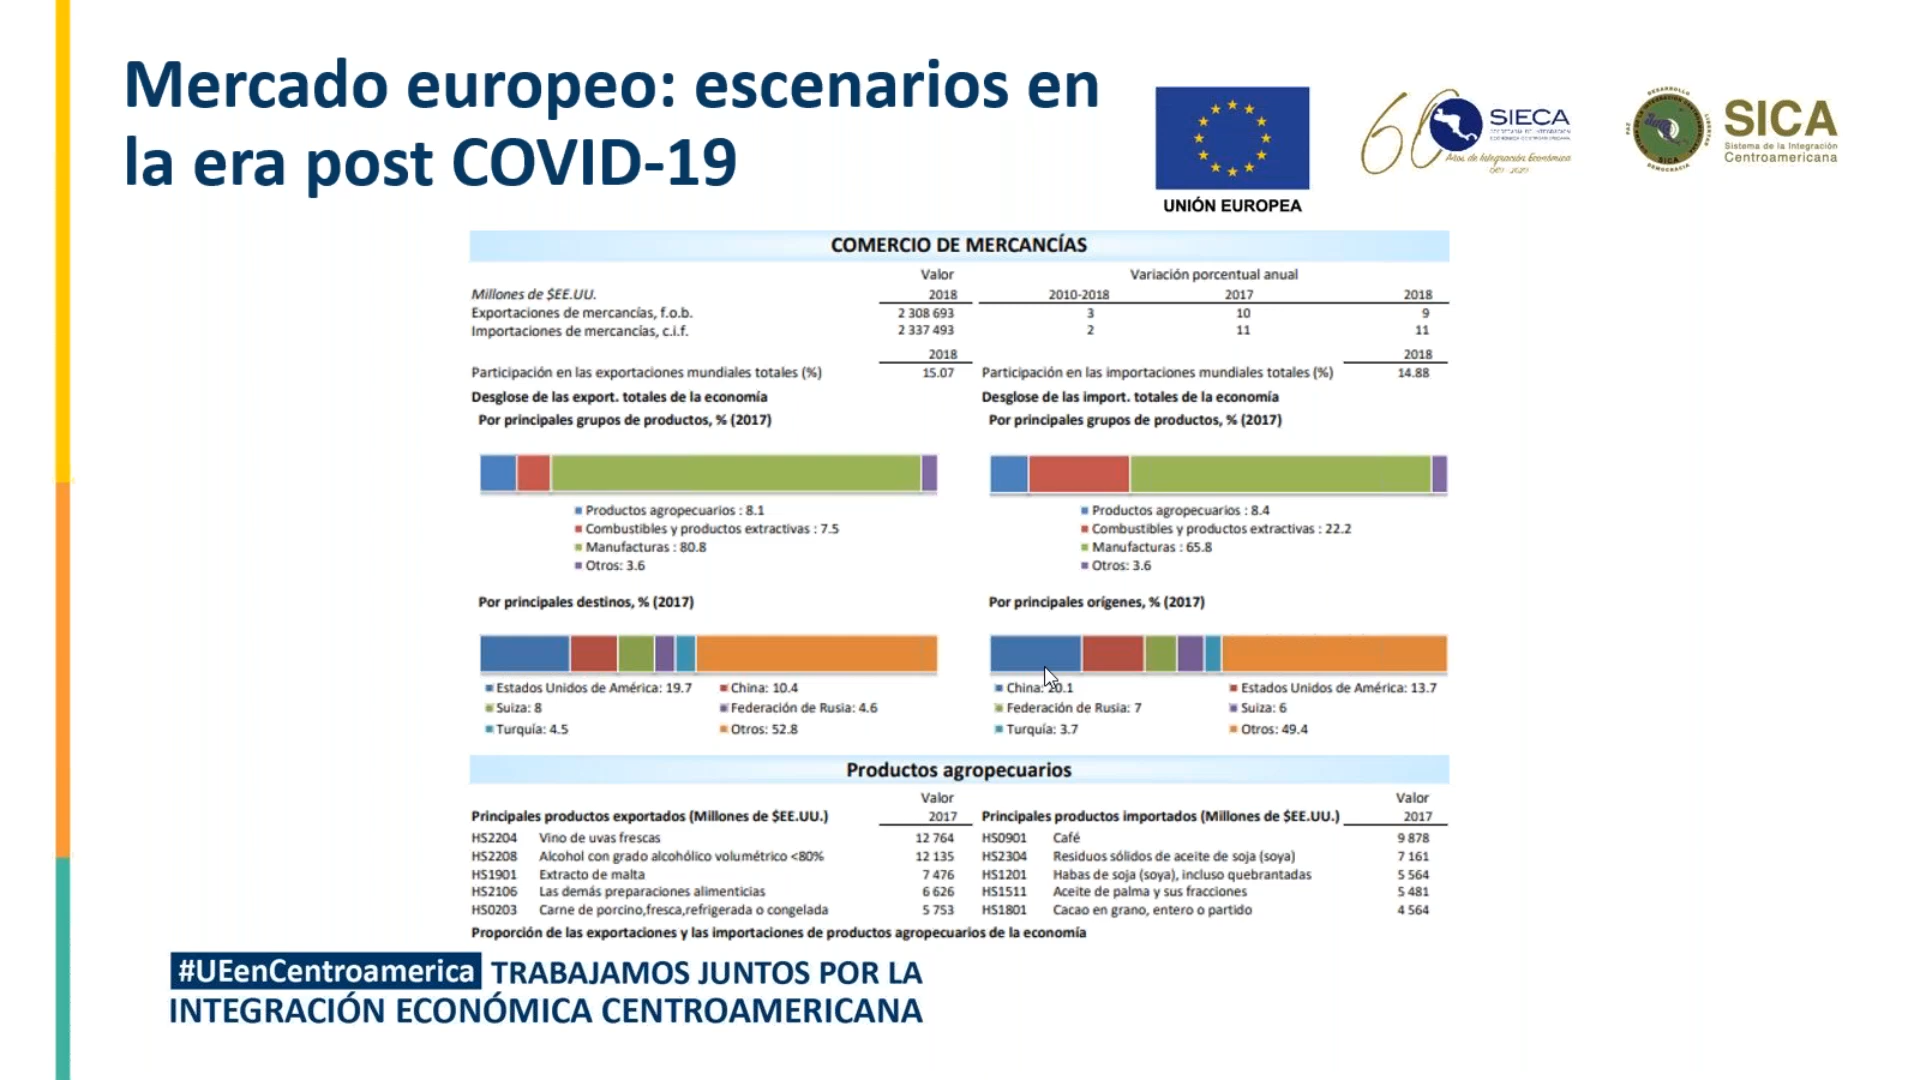 Mercado europeo: escenarios en
la era post COVID-19
UNIÓN EUROPEA
SIECA
Años de Integración Económica
SICA
Sistema de la Integración
Centroamericana
COMERCIO DE MERCANCÍAS
Valor Variación porcentual anual
Millones de $EE.UU. 2018 2010-2018 2017 2018
Exportaciones de mercancías, f.o.b. 2 308 693 3 10 9
Importaciones de mercancías, c.i.f. 2 337 493 2 11 11
2018 2018
Participación en las exportaciones mundiales totales (%) 15.07 Participación en las importaciones mundiales totales (%) 14.88
Desglose de las export. totales de la economía Desglose de las import. totales de la economía
Por principales grupos de productos, % (2017) Por principales grupos de productos, % (2017)
Productos agropecuarios : 8.1 Productos agropecuarios : 8.4
Combustibles y productos extractivas : 7.5 Combustibles y productos extractivas : 22.2
Manufacturas : 80.8 Manufacturas : 65.8
Otros: 3.6 Otros: 3.6
Por principales destinos, % (2017) Por principales orígenes, % (2017)
Estados Unidos de América: 19.7 China: 10.4 China: 20.1 Estados Unidos de América: 13.7
Suiza: 8 Federación de Rusia: 4.6 Federación de Rusia: 7 Suiza: 6
Turquía: 4.5 Otros: 52.8 Turquía: 3.7 Otros: 49.4
Productos agropecuarios
Valor Valor
Principales productos exportados (Millones de $EE.UU.) 2017 Principales productos importados (Millones de $EE.UU.) 2017
HS2204 Vino de uvas frescas 12 764 HS0901 Café 9 878
HS2208 Alcohol con grado alcohólico volumétrico <80% 12 135 HS2304 Residuos sólidos de aceite de soja (soya) 7 161
HS1901 Extracto de malta 7 476 HS1201 Habas de soja (soya), incluso quebrantadas 5 564
HS2106 Las demás preparaciones alimenticias 6 626 HS1511 Aceite de palma y sus fracciones 5 481
HS0203 Carne de porcino,fresca,refrigerada o congelada 5 753 HS1801 Cacao en grano, entero o partido 4 564
Proporción de las exportaciones y las importaciones de productos agropecuarios de la economía
#UEenCentroamerica TRABAJAMOS JUNTOS POR LA
INTEGRACIÓN ECONÓMICA CENTROAMERICANA